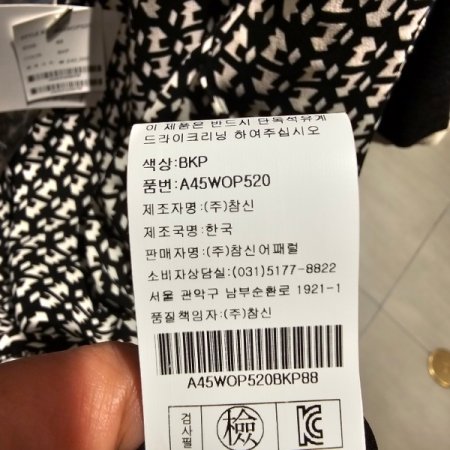 이 제품은 반드시 단독석유계
드라이크리닝 하여주십시오
색상:BKP
품번:A45WOP520
제조자명:(주)참신
제조국명:한국
판매자명:(주)참신어패럴
소비자상담실:(031)5177-8822
서울 관악구 남부순환로 1921-1
품질책임자:(주)참신
A45WOP520BKP88
검사필
檢